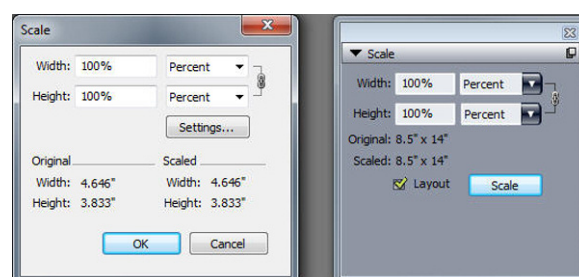 Scale
Width: 100% Percent
Height: 100% Percent
Settings...
Original Scaled
Width: 4.646" Width: 4.646"
Height: 3.833" Height: 3.833"
OK Cancel
Scale
Width: 100% Percent
Height: 100% Percent
Original: 8.5" x 14"
Scaled: 8.5" x 14"
Layout Scale